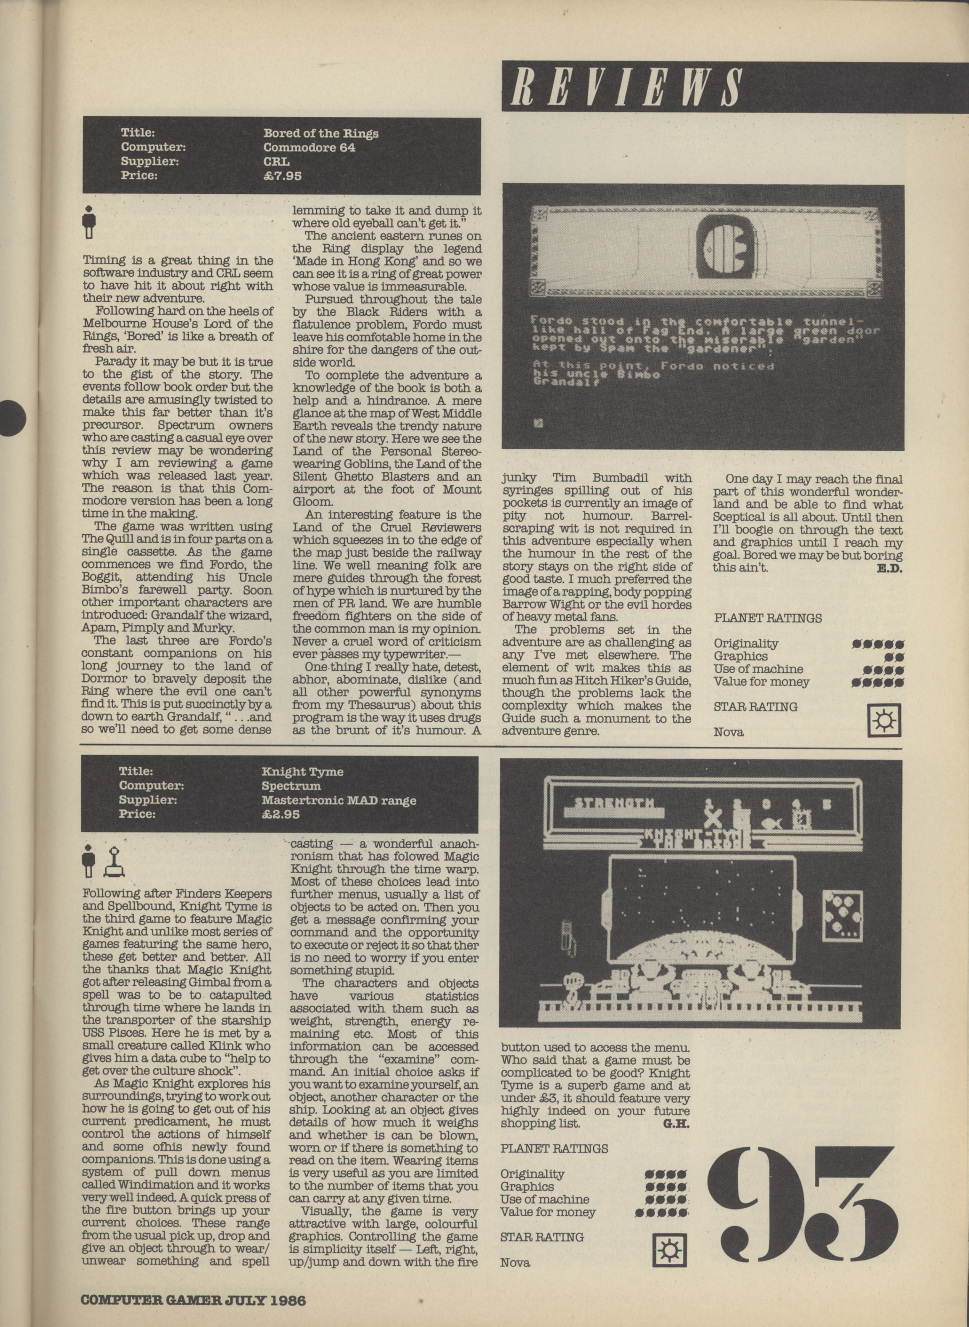 REVIEWS
Title: Bored of the Rings
Computer: Commodore 64
Supplier: CRL
Price: £7.95
Timing is a great thing in the
software industry and CRL seem
to have hit it about right with
their new adventure.
Following hard on the heels of
Melbourne House's Lord of the
Rings, 'Bored' is like a breath of
fresh air.
Parady it may be but it is true
to the gist of the story. The
events follow book order but the
details are amusingly twisted to
make this far better than it's
precursor. Spectrum owners
who are casting a casual eye over
this review may be wondering
why I am reviewing a game
which was released last year.
The reason is that this Com-
modore version has been a long
time in the making.
The game was written using
The Quill and is in four parts on a
single cassette. As the game
commences we find Fordo, the
Boggit, attending his Uncle
Bimbo's farewell party. Soon
other important characters are
introduced: Grandalf the wizard,
Apam, Pimply and Murky.
The last three are Fordo's
constant companions on his
long journey to the land of
Dormor to bravely deposit the
Ring where the evil one can't
find it. This is put succinctly by a
down to earth Grandalf, “ . . .and
so we'll need to get some dense
lemming to take it and dump it
where old eyeball can't get it.”
The ancient eastern runes on
the Ring display the legend
'Made in Hong Kong' and so we
can see it is a ring of great power
whose value is immeasurable.
Pursued throughout the tale
by the Black Riders with a
flatulence problem, Fordo must
leave his comfotable home in the
shire for the dangers of the out-
side world.
To complete the adventure a
knowledge of the book is both a
help and a hindrance. A mere
glance at the map of West Middle
Earth reveals the trendy nature
of the new story. Here we see the
Land of the Personal Stereo-
wearing Goblins, the Land of the
Silent Ghetto Blasters and an
airport at the foot of Mount
Gloom.
An interesting feature is the
Land of the Cruel Reviewers
which squeezes in to the edge of
the map just beside the railway
line. We well meaning folk are
mere guides through the forest
of hype which is nurtured by the
men of PR land. We are humble
freedom fighters on the side of
the common man is my opinion.
Never a cruel word of criticism
ever passes my typewriter.—
One thing I really hate, detest,
abhor, abominate, dislike (and
all other powerful synonyms
from my Thesaurus) about this
program is the way it uses drugs
as the brunt of it's humour. A
Fordo stood in the comfortable tunnel-
like hall of Fag End. A large green door
opened out onto the miserable "garden"
kept by Spam the "gardener".
At this point, Fordo noticed
his uncle Bimbo
Grandalf
junky Tim Bumbadil with
syringes spilling out of his
pockets is currently an image of
pity not humour. Barrel-
scraping wit is not required in
this adventure especially when
the humour in the rest of the
story stays on the right side of
good taste. I much preferred the
image of a rapping, body popping
Barrow Wight or the evil hordes
of heavy metal fans.
The problems set in the
adventure are as challenging as
any I've met elsewhere. The
element of wit makes this as
much fun as Hitch Hiker's Guide,
though the problems lack the
complexity which makes the
Guide such a monument to the
adventure genre.
One day I may reach the final
part of this wonderful wonder-
land and be able to find what
Sceptical is all about. Until then
I'll boogie on through the text
and graphics until I reach my
goal. Bored we may be but boring
this ain't. E.D.
PLANET RATINGS
Originality
Graphics
Use of machine
Value for money
STAR RATING
Nova
Title: Knight Tyme
Computer: Spectrum
Supplier: Mastertronic MAD range
Price: £2.95
Following after Finders Keepers
and Spellbound, Knight Tyme is
the third game to feature Magic
Knight and unlike most series of
games featuring the same hero,
these get better and better. All
the thanks that Magic Knight
got after releasing Gimbal from a
spell was to be to catapulted
through time where he lands in
the transporter of the starship
USS Pisces. Here he is met by a
small creature called Klink who
gives him a data cube to “help to
get over the culture shock”.
As Magic Knight explores his
surroundings, trying to work out
how he is going to get out of his
current predicament, he must
control the actions of himself
and some ofhis newly found
companions. This is done using a
system of pull down menus
called Windimation and it works
very well indeed. A quick press of
the fire button brings up your
current choices. These range
from the usual pick up, drop and
give an object through to wear/
unwear something and spell
casting — a wonderful anach-
ronism that has folowed Magic
Knight through the time warp.
Most of these choices lead into
further menus, usually a list of
objects to be acted on. Then you
get a message confirming your
command and the opportunity
to execute or reject it so that ther
is no need to worry if you enter
something stupid.
The characters and objects
have various statistics
associated with them such as
weight, strength, energy re-
maining etc. Most of this
information can be accessed
through the “examine” com-
mand. An initial choice asks if
you want to examine yourself, an
object, another character or the
ship. Looking at an object gives
details of how much it weighs
and whether is can be blown,
worn or if there is something to
read on the item. Wearing items
is very useful as you are limited
to the number of items that you
can carry at any given time.
Visually, the game is very
attractive with large, colourful
graphics. Controlling the game
is simplicity itself — Left, right,
up/jump and down with the fire
STRENGTH 1 2 3 4 5
KNIGHT-TYME
THE BRIDGE
button used to access the menu.
Who said that a game must be
complicated to be good? Knight
Tyme is a superb game and at
under £3, it should feature very
highly indeed on your future
shopping list. G.H.
PLANET RATINGS
Originality
Graphics
Use of machine
Value for money
STAR RATING
Nova
93
COMPUTER GAMER JULY 1986